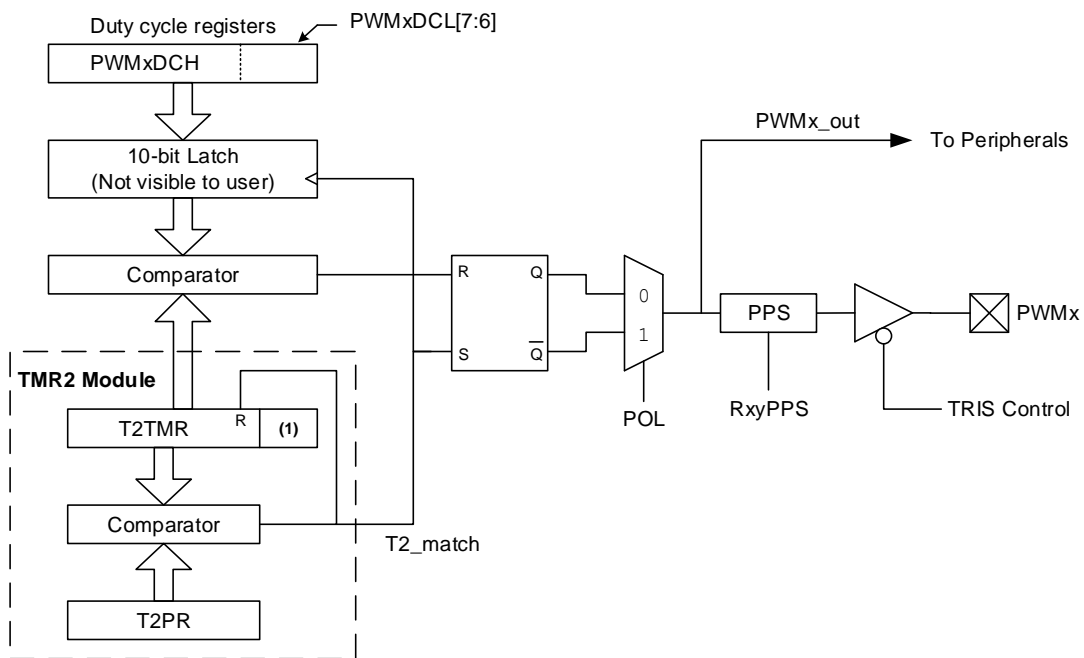 Duty cycle registers
PWMxDCL[7:6]
PWMxDCH
10-bit Latch
(Not visible to user)
Comparator
TMR2 Module
R
T2TMR
(1)
Comparator
T2_match
T2PR
R
Q
S
Q̅
0
1
POL
PWMx_out
To Peripherals
PPS
RxyPPS
PWMx
TRIS Control